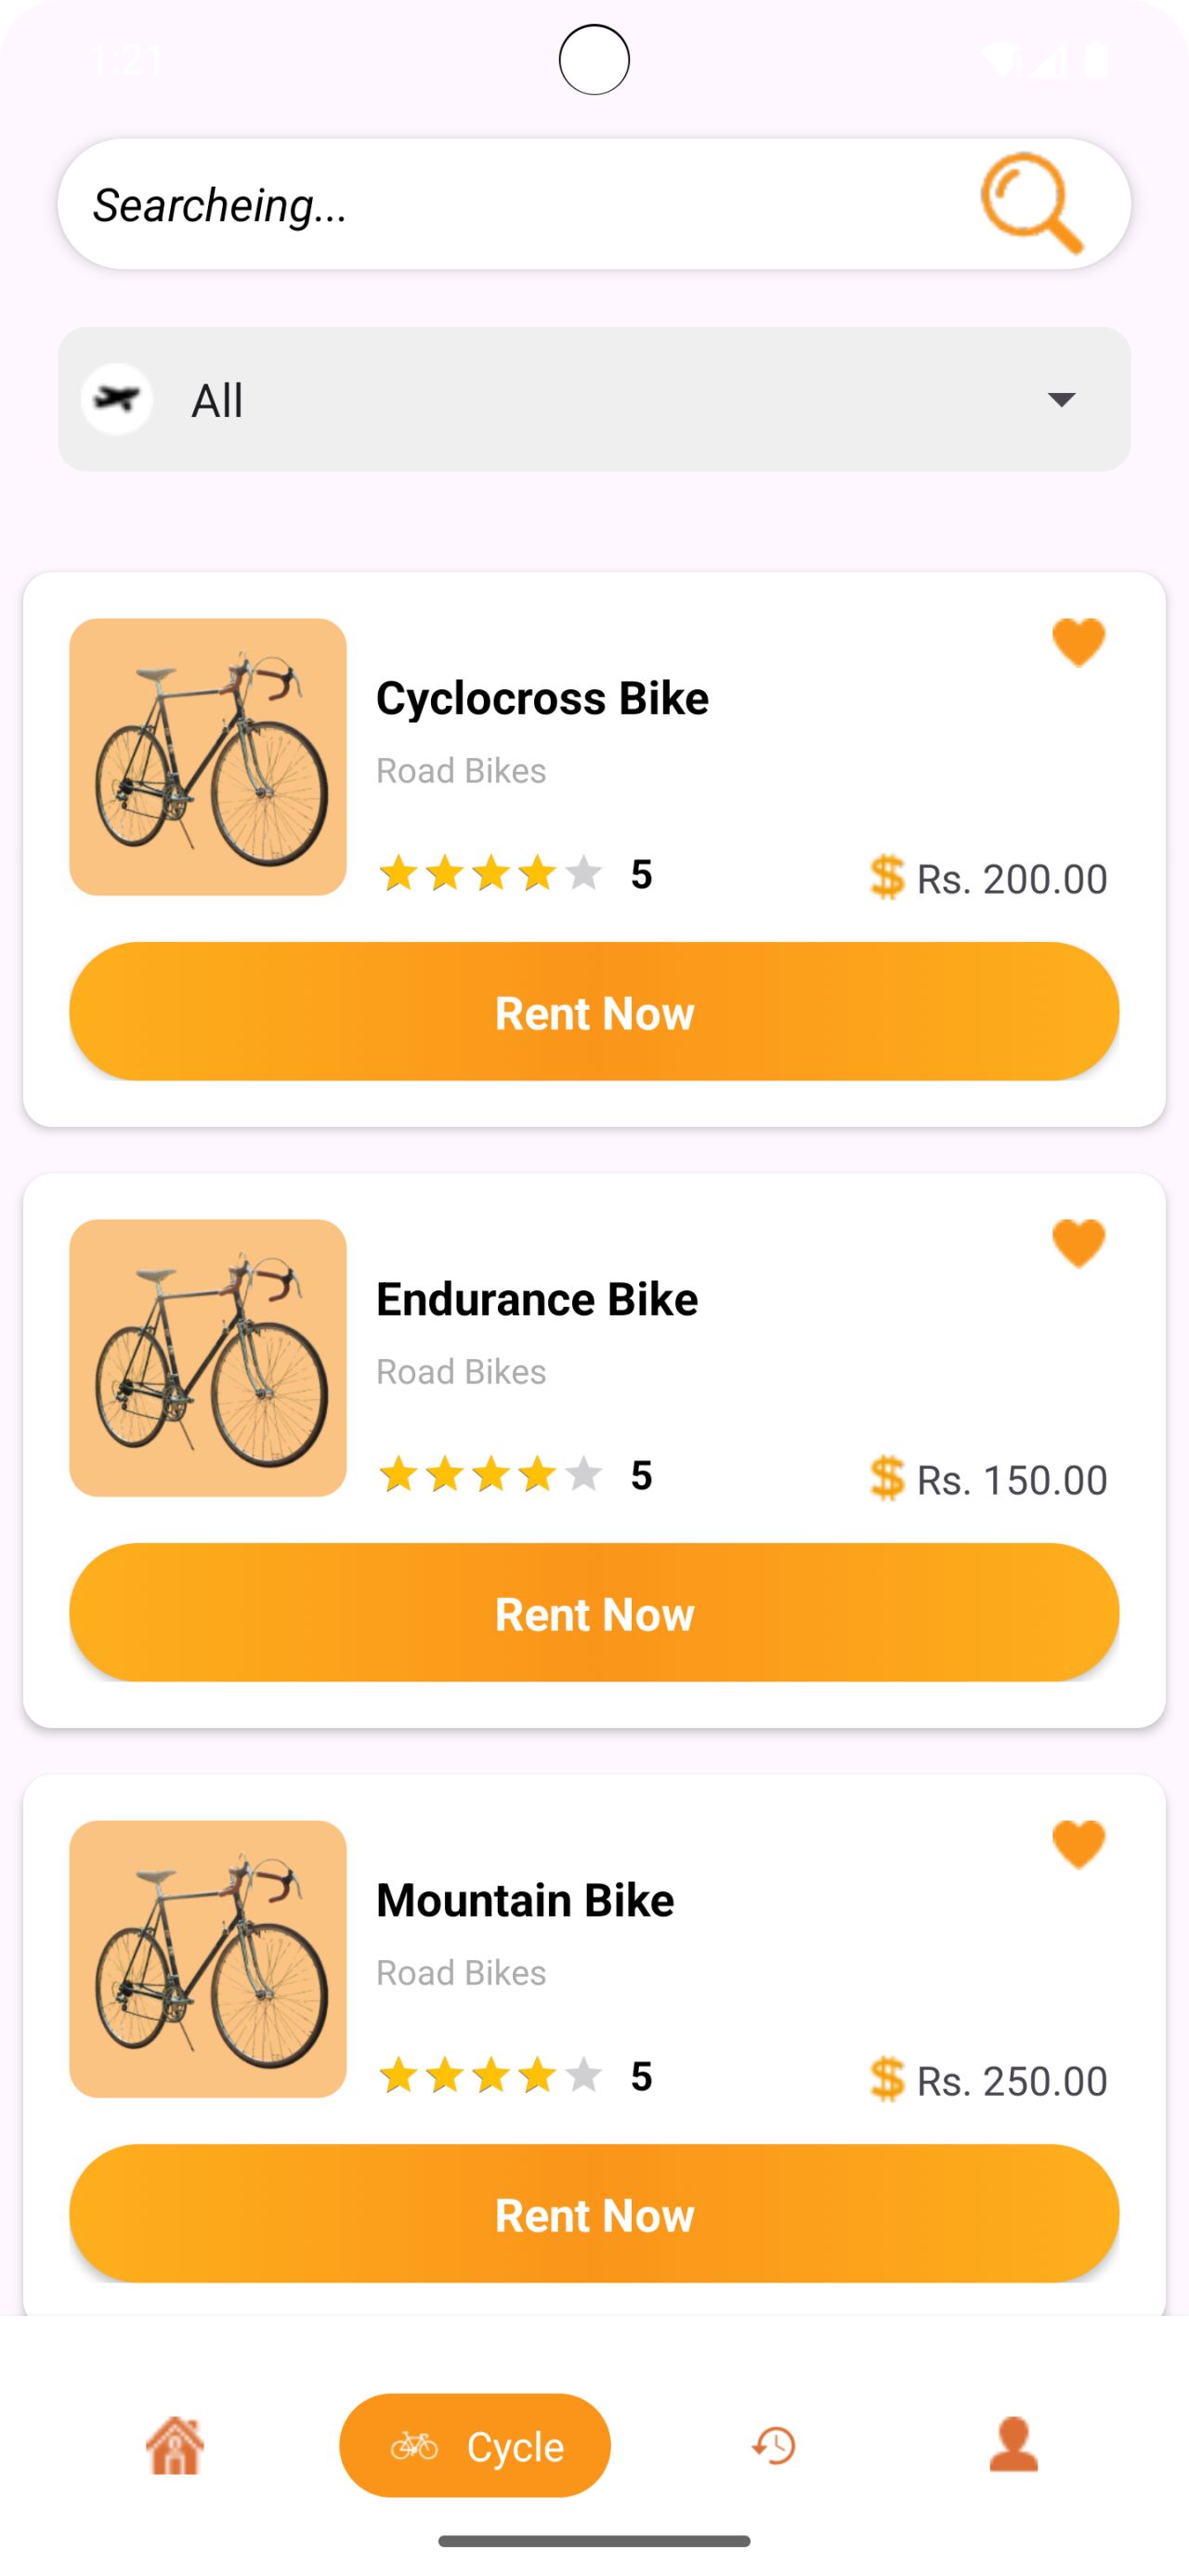 1:21
Searcheing...
All
Cyclocross Bike
Road Bikes
5
$ Rs. 200.00
Rent Now
Endurance Bike
Road Bikes
5
$ Rs. 150.00
Rent Now
Mountain Bike
Road Bikes
5
$ Rs. 250.00
Rent Now
Cycle